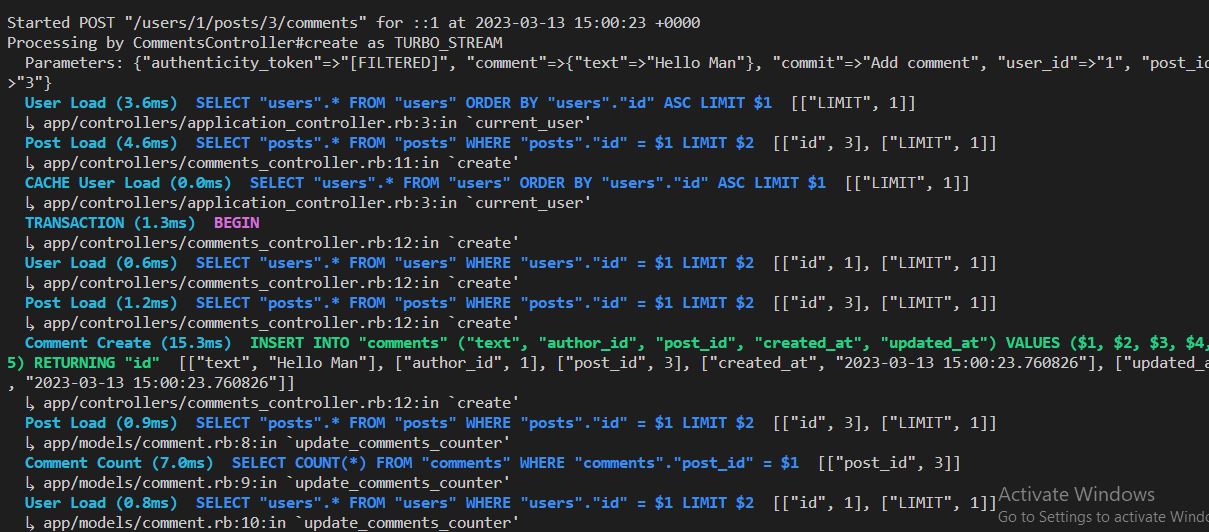 Started POST "/users/1/posts/3/comments" for ::1 at 2023-03-13 15:00:23 +0000
Processing by CommentsController#create as TURBO_STREAM
Parameters: {"authenticity_token"=>"[FILTERED]", "comment"=>{"text"=>"Hello Man"}, "commit"=>"Add comment", "user_id"=>"1", "post_id
>"3"}
User Load (3.6ms)  SELECT "users".* FROM "users" ORDER BY "users"."id" ASC LIMIT $1  [["LIMIT", 1]]
↳ app/controllers/application_controller.rb:3:in `current_user'
Post Load (4.6ms)  SELECT "posts".* FROM "posts" WHERE "posts"."id" = $1 LIMIT $2  [["id", 3], ["LIMIT", 1]]
↳ app/controllers/comments_controller.rb:11:in `create'
CACHE User Load (0.0ms)  SELECT "users".* FROM "users" ORDER BY "users"."id" ASC LIMIT $1  [["LIMIT", 1]]
↳ app/controllers/application_controller.rb:3:in `current_user'
TRANSACTION (1.3ms)  BEGIN
↳ app/controllers/comments_controller.rb:12:in `create'
User Load (0.6ms)  SELECT "users".* FROM "users" WHERE "users"."id" = $1 LIMIT $2  [["id", 1], ["LIMIT", 1]]
↳ app/controllers/comments_controller.rb:12:in `create'
Post Load (1.2ms)  SELECT "posts".* FROM "posts" WHERE "posts"."id" = $1 LIMIT $2  [["id", 3], ["LIMIT", 1]]
↳ app/controllers/comments_controller.rb:12:in `create'
Comment Create (15.3ms)  INSERT INTO "comments" ("text", "author_id", "post_id", "created_at", "updated_at") VALUES ($1, $2, $3, $4,
5) RETURNING "id"  [["text", "Hello Man"], ["author_id", 1], ["post_id", 3], ["created_at", "2023-03-13 15:00:23.760826"], ["updated_a
, "2023-03-13 15:00:23.760826"]]
↳ app/controllers/comments_controller.rb:12:in `create'
Post Load (0.9ms)  SELECT "posts".* FROM "posts" WHERE "posts"."id" = $1 LIMIT $2  [["id", 3], ["LIMIT", 1]]
↳ app/models/comment.rb:8:in `update_comments_counter'
Comment Count (7.0ms)  SELECT COUNT(*) FROM "comments" WHERE "comments"."post_id" = $1  [["post_id", 3]]
↳ app/models/comment.rb:9:in `update_comments_counter'
User Load (0.8ms)  SELECT "users".* FROM "users" WHERE "users"."id" = $1 LIMIT $2  [["id", 1], ["LIMIT", 1]]
↳ app/models/comment.rb:10:in `update_comments_counter'
Activate Windows
Go to Settings to activate Wind